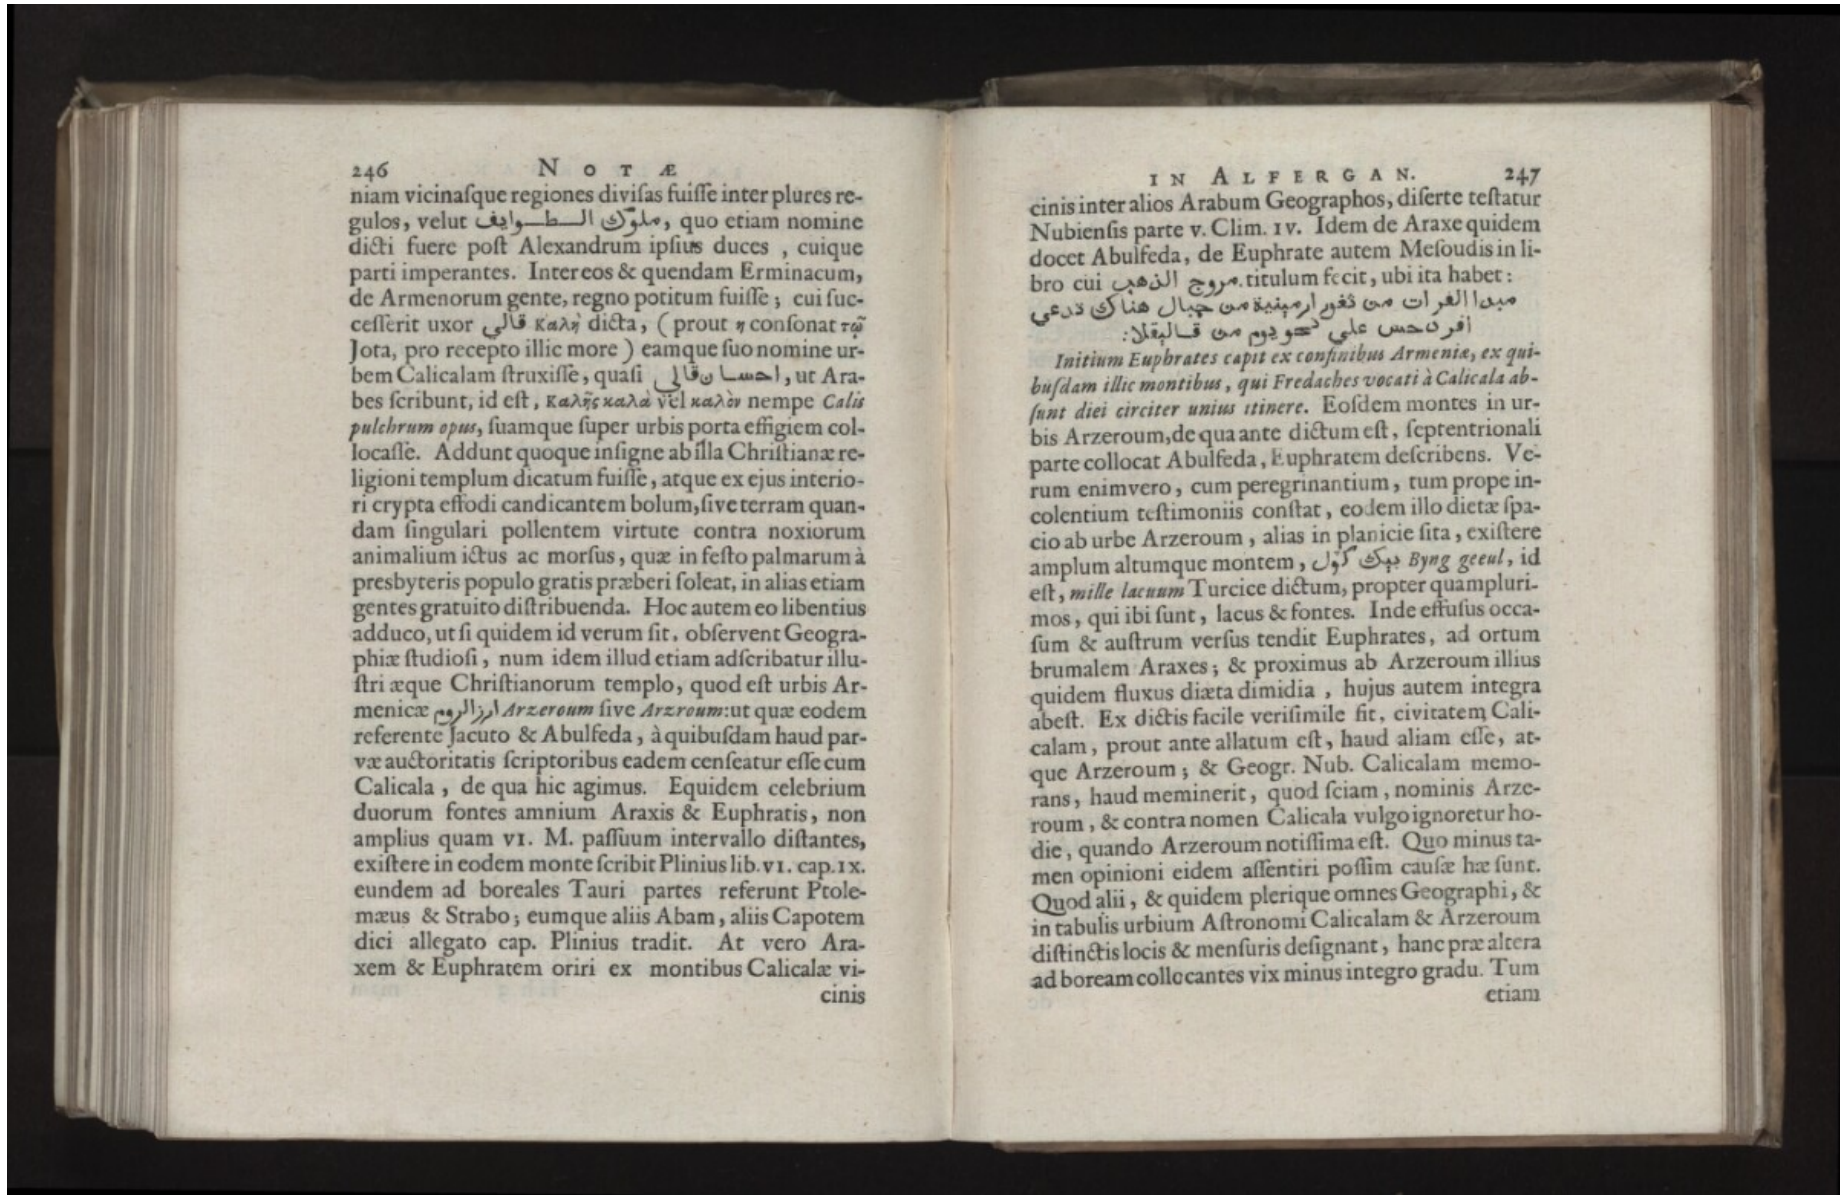 246 NOTÆ
niam vicinaſque regiones diviſas fuiſſe inter plures re-
gulos, velut ملوك الــطــوايف, quo etiam nomine
dicti fuere poſt Alexandrum ipſius duces , cuique
parti imperantes. Inter eos & quendam Erminacum,
de Armenorum gente, regno potitum fuiſſe ; cui ſuc-
ceſſerit uxor قالي Καλὴ dicta, ( prout η conſonat τῷ
Jota, pro recepto illic more ) eamque ſuo nomine ur-
bem Calicalam ſtruxiſſe, quaſi احسان قالي, ut Ara-
bes ſcribunt, id eſt, Καλῆς καλὰ vel καλὸν nempe Calis
pulchrum opus, ſuamque ſuper urbis porta effigiem col-
locaſſe. Addunt quoque inſigne ab illa Chriſtianæ re-
ligioni templum dicatum fuiſſe, atque ex ejus interio-
ri crypta effodi candicantem bolum, ſive terram quan-
dam ſingulari pollentem virtute contra noxiorum
animalium ictus ac morſus, quæ in feſto palmarum à
presbyteris populo gratis præberi ſoleat, in alias etiam
gentes gratuito diſtribuenda. Hoc autem eo libentius
adduco, ut ſi quidem id verum ſit, obſervent Geogra-
phiæ ſtudioſi, num idem illud etiam adſcribatur illu-
ſtri æque Chriſtianorum templo, quod eſt urbis Ar-
menicæ ارزالروم Arzeroum ſive Arzroum: ut quæ eodem
referente Jacuto & Abulfeda, à quibuſdam haud par-
væ auctoritatis ſcriptoribus eadem cenſeatur eſſe cum
Calicala , de qua hic agimus. Equidem celebrium
duorum fontes amnium Araxis & Euphratis, non
amplius quam VI. M. paſſuum intervallo diſtantes,
exiſtere in eodem monte ſcribit Plinius lib. VI. cap. IX.
eundem ad boreales Tauri partes referunt Ptole-
mæus & Strabo; eumque aliis Abam, aliis Capotem
dici allegato cap. Plinius tradit. At vero Ara-
xem & Euphratem oriri ex montibus Calicalæ vi-
cinis
IN ALFERGAN. 247
cinis inter alios Arabum Geographos, diſerte teſtatur
Nubienſis parte V. Clim. IV. Idem de Araxe quidem
docet Abulfeda, de Euphrate autem Meſoudis in li-
bro cui مروج الذهب titulum fecit, ubi ita habet:
مبدا الفرات من ثغور ارمينية من جبال هناك تدعي
افردحس علي نحو يوم من قاليقلا:
Initium Euphrates capit ex confinibus Armeniæ, ex qui-
buſdam illic montibus, qui Fredaches vocati à Calicala ab-
ſunt diei circiter unius itinere. Eoſdem montes in ur-
bis Arzeroum, de qua ante dictum eſt, ſeptentrionali
parte collocat Abulfeda, Euphratem deſcribens. Ve-
rum enimvero, cum peregrinantium, tum prope in-
colentium teſtimoniis conſtat, eodem illo dietæ ſpa-
cio ab urbe Arzeroum, alias in planicie ſita, exiſtere
amplum altumque montem, بيك كول Byng geeul, id
eſt, mille lacuum Turcice dictum, propter quampluri-
mos, qui ibi ſunt, lacus & fontes. Inde effuſus occa-
ſum & auſtrum verſus tendit Euphrates, ad ortum
brumalem Araxes; & proximus ab Arzeroum illius
quidem fluxus diæta dimidia , hujus autem integra
abeſt. Ex dictis facile veriſimile fit, civitatem Cali-
calam, prout ante allatum eſt, haud aliam eſſe, at-
que Arzeroum ; & Geogr. Nub. Calicalam memo-
rans, haud meminerit, quod ſciam, nominis Arze-
roum, & contra nomen Calicala vulgo ignoretur ho-
die, quando Arzeroum notiſſima eſt. Quo minus ta-
men opinioni eidem aſſentiri poſſim cauſæ hæ ſunt.
Quod alii, & quidem plerique omnes Geographi, &
in tabulis urbium Aſtronomi Calicalam & Arzeroum
diſtinctis locis & menſuris deſignant, hanc præ altera
ad boream collocantes vix minus integro gradu. Tum
etiam